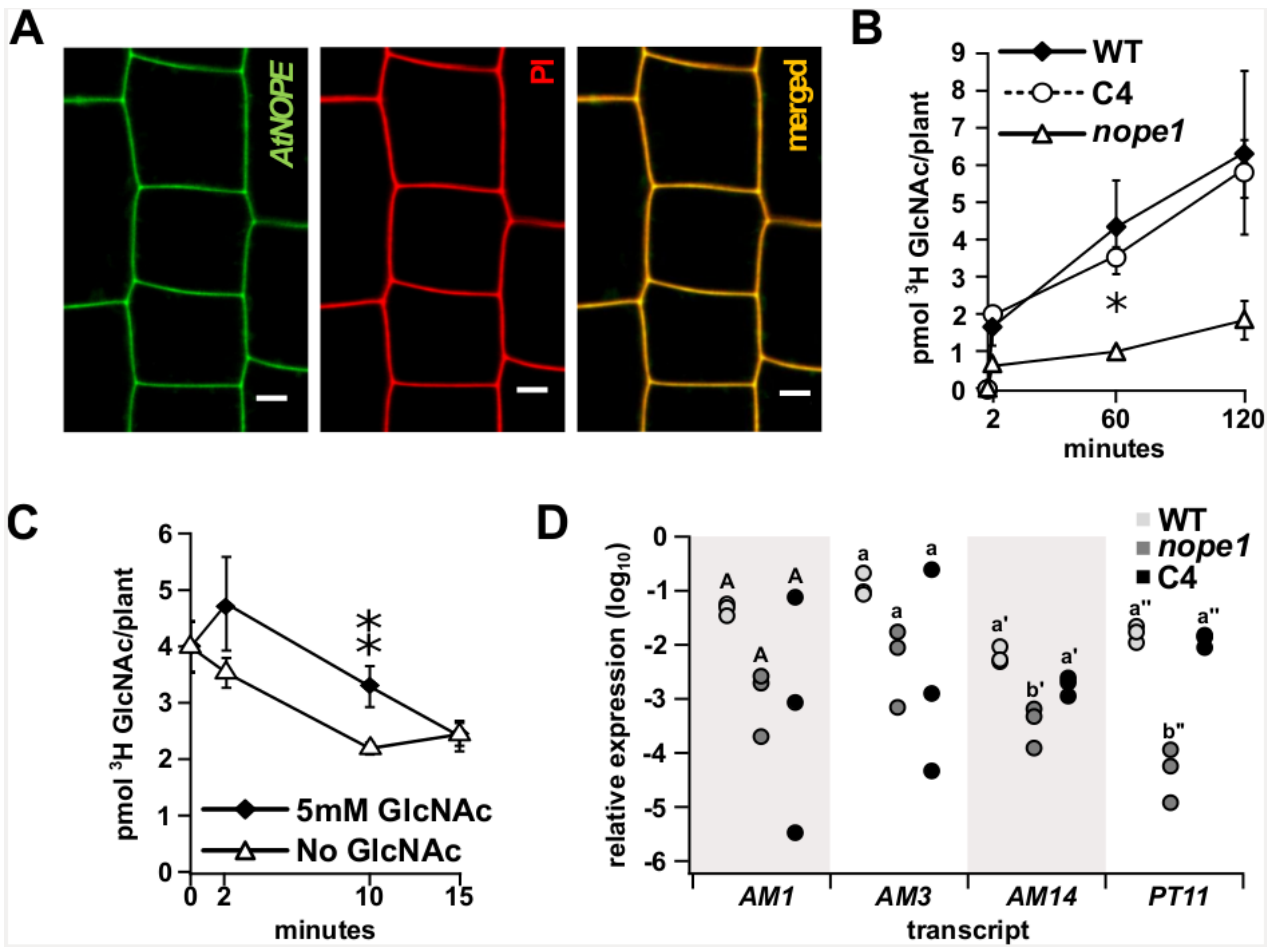 A
AtNOPE
PI
merged
B
9
8
7
6
5
4
3
2
1
0
pmol ³H GlcNAc/plant
WT
C4
nope1
*
2 60 120
minutes
C
6
5
4
3
2
1
0
pmol ³H GlcNAc/plant
*
*
5mM GlcNAc
No GlcNAc
0 2 10 15
minutes
D
WT
nope1
C4
-0
-1
-2
-3
-4
-5
-6
relative expression (log₁₀)
A A A
a a a
a' b' a'
a" b" a"
AM1 AM3 AM14 PT11
transcript